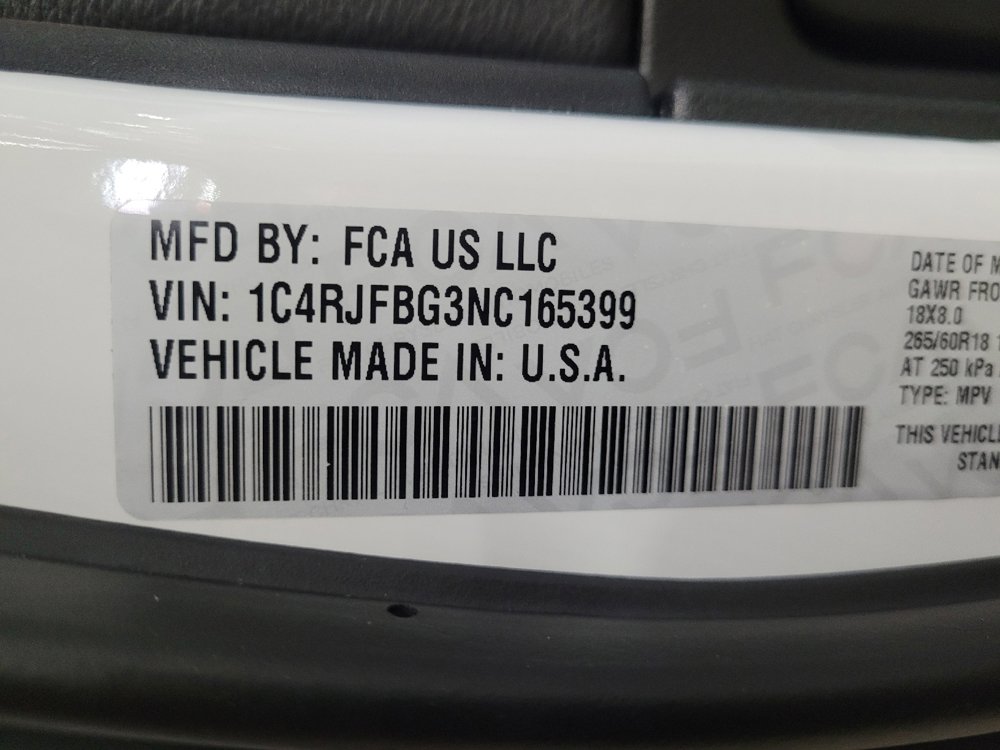 MFD BY: FCA US LLC
VIN: 1C4RJFBG3NC165399
VEHICLE MADE IN: U.S.A.
DATE OF M
GAWR FRO
18X8.0
265/60R18 1
AT 250 kPa
TYPE: MPV
THIS VEHICL
STAN